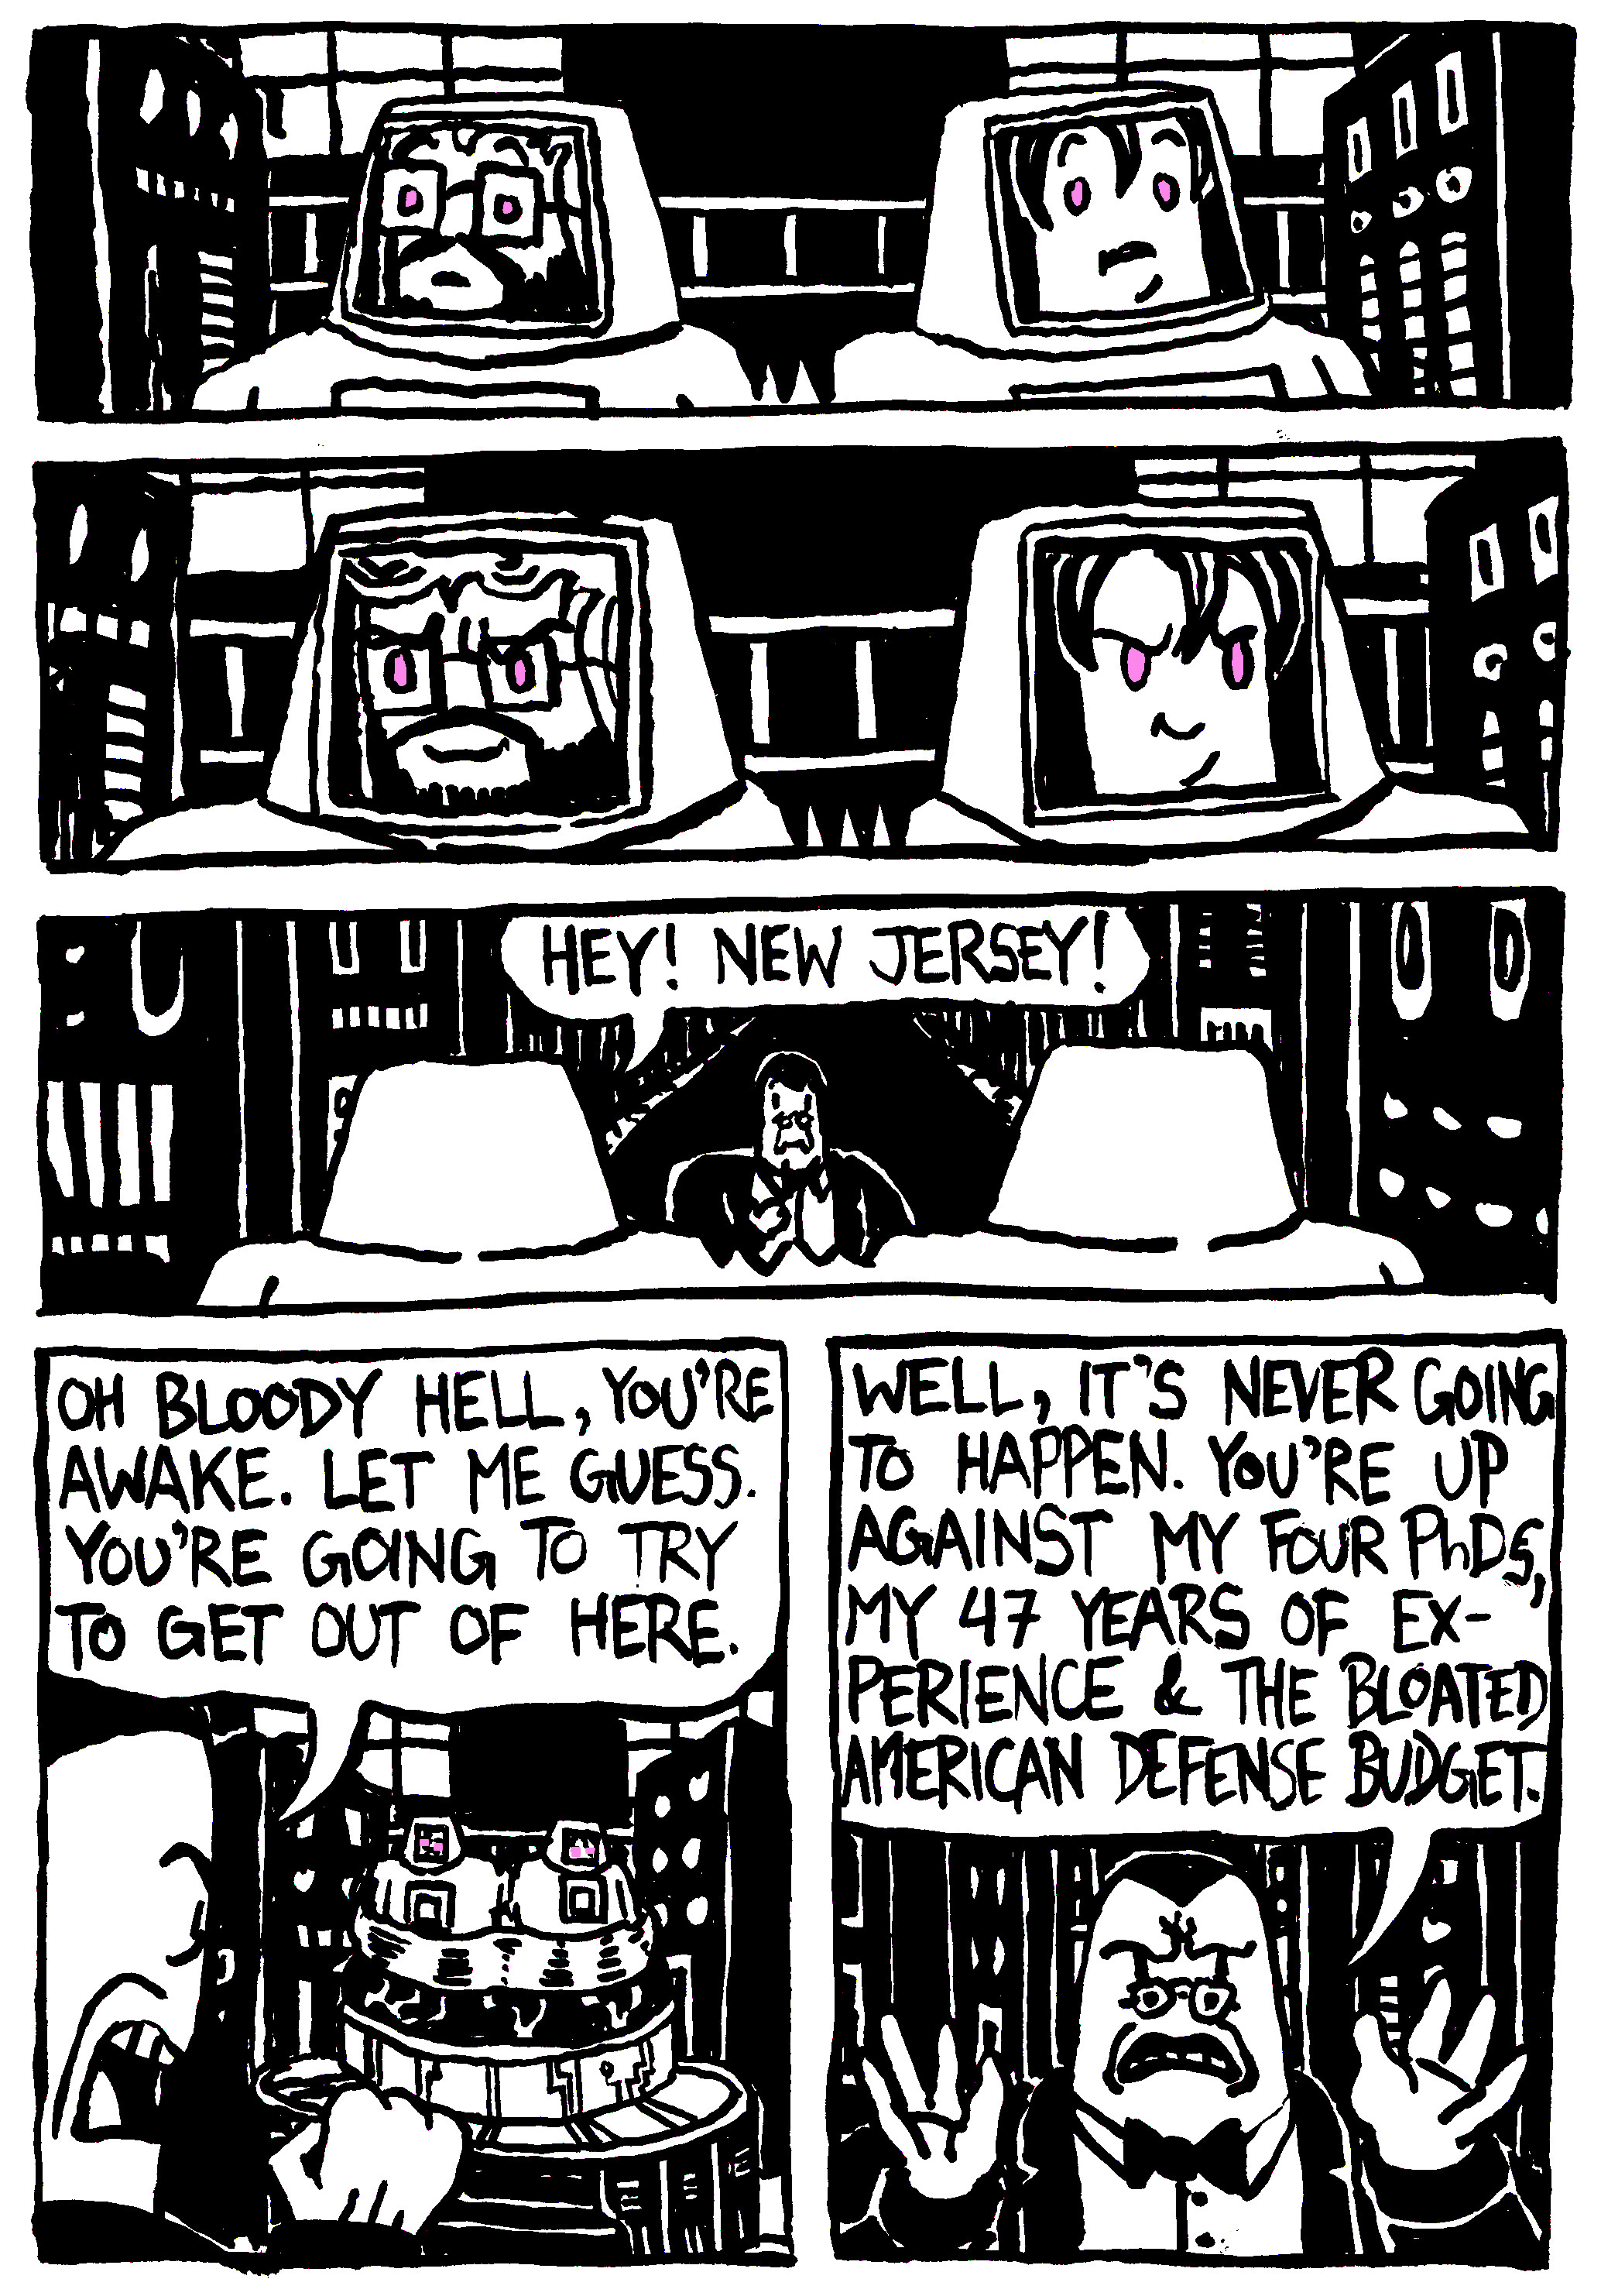 HEY! NEW JERSEY!
OH BLOODY HELL, YOU'RE
AWAKE. LET ME GUESS.
YOU'RE GOING TO TRY
TO GET OUT OF HERE.
WELL, IT'S NEVER GOING
TO HAPPEN. YOU'RE UP
AGAINST MY FOUR PhDs,
MY 47 YEARS OF EX-
PERIENCE & THE BLOATED
AMERICAN DEFENSE BUDGET.